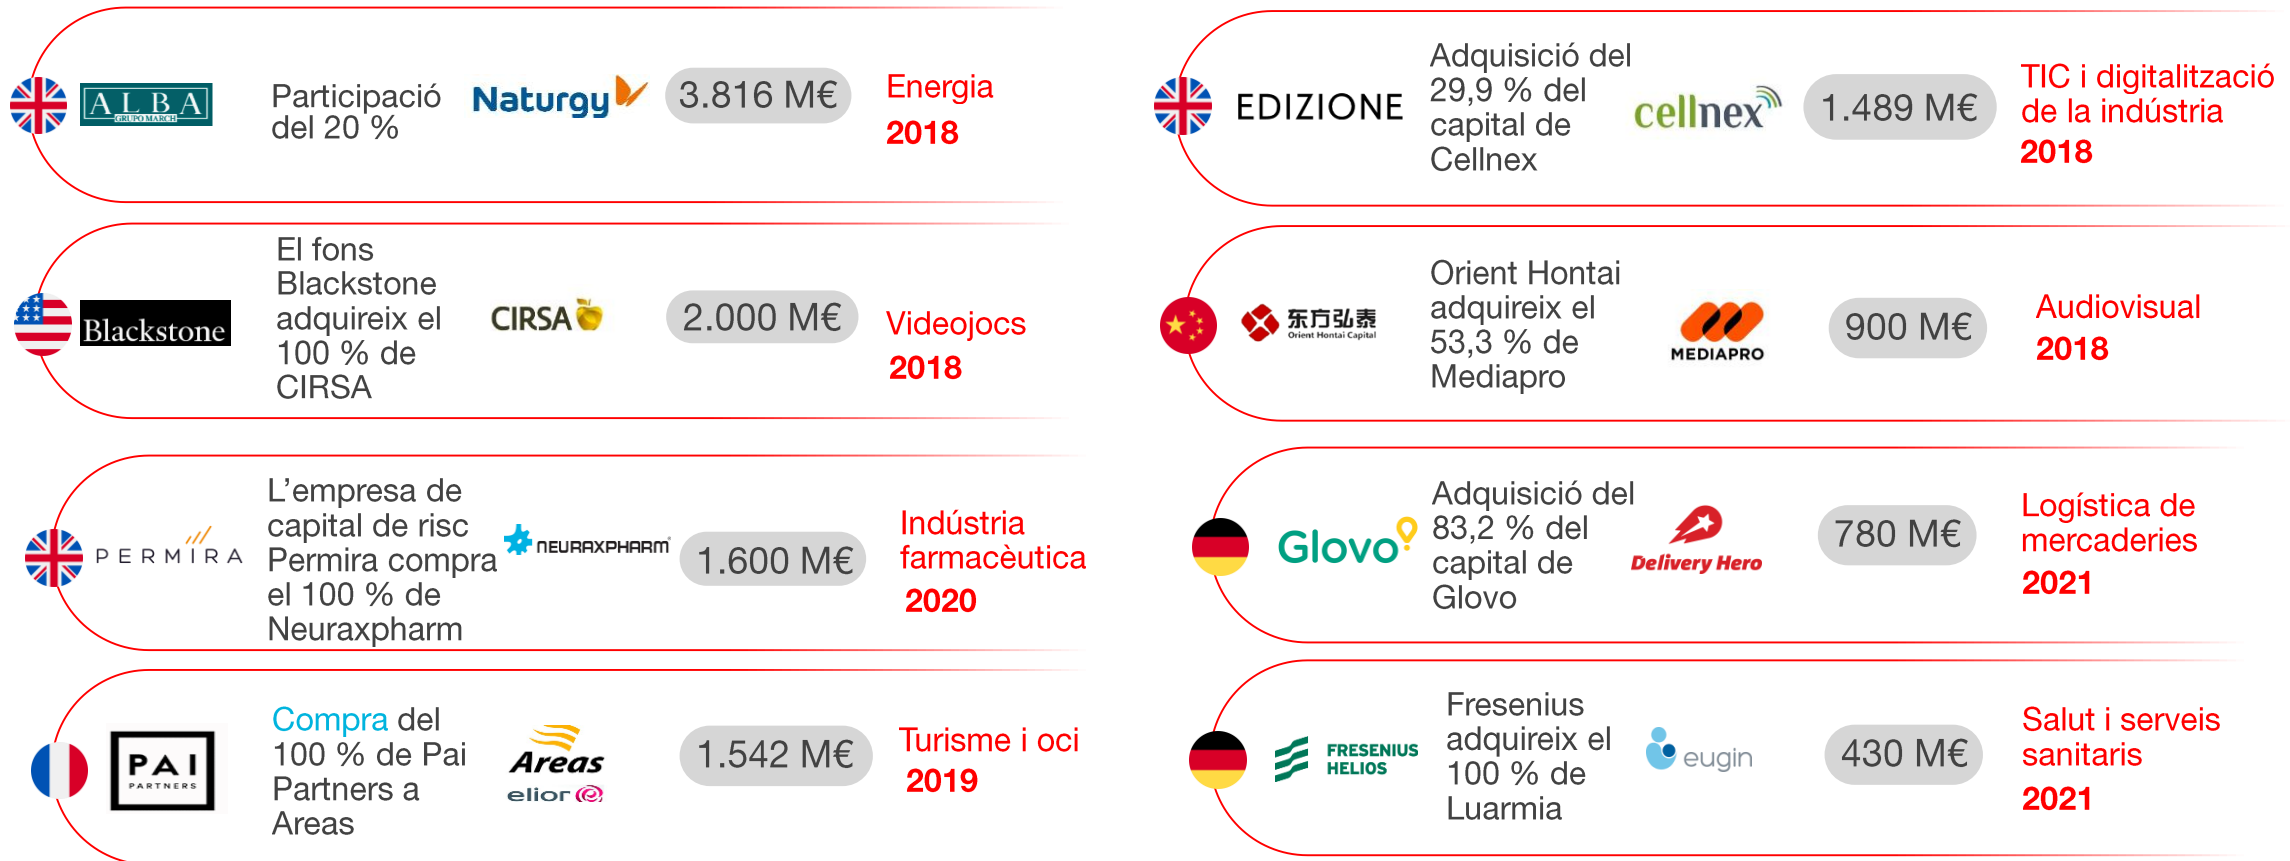 ALBA
GRUPO MARCH
Participació
del 20 %
Naturgy
3.816 M€
Energia
2018
EDIZIONE
Adquisició del
29,9 % del
capital de
Cellnex
cellnex
1.489 M€
TIC i digitalització
de la indústria
2018
Blackstone
El fons
Blackstone
adquireix el
100 % de
CIRSA
CIRSA
2.000 M€
Videojocs
2018
东方弘泰
Orient Hontai Capital
Orient Hontai
adquireix el
53,3 % de
Mediapro
MEDIAPRO
900 M€
Audiovisual
2018
PERMIRA
L’empresa de
capital de risc
Permira compra
el 100 % de
Neuraxpharm
NEURAXPHARM
1.600 M€
Indústria
farmacèutica
2020
Glovo
Adquisició del
83,2 % del
capital de
Glovo
Delivery Hero
780 M€
Logística de
mercaderies
2021
PAI
PARTNERS
Compra del
100 % de Pai
Partners a
Areas
Areas
elior
1.542 M€
Turisme i oci
2019
FRESENIUS
HELIOS
Fresenius
adquireix el
100 % de
Luarmia
eugin
430 M€
Salut i serveis
sanitaris
2021